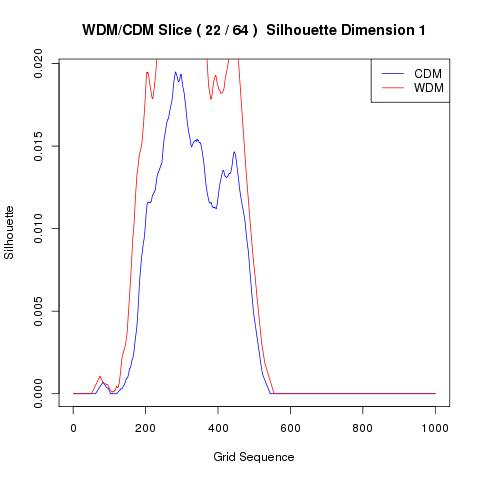 WDM/CDM Slice ( 22 / 64 )  Silhouette Dimension 1
CDM
WDM
Silhouette
0.020
0.015
0.010
0.005
0.000
0 200 400 600 800 1000
Grid Sequence